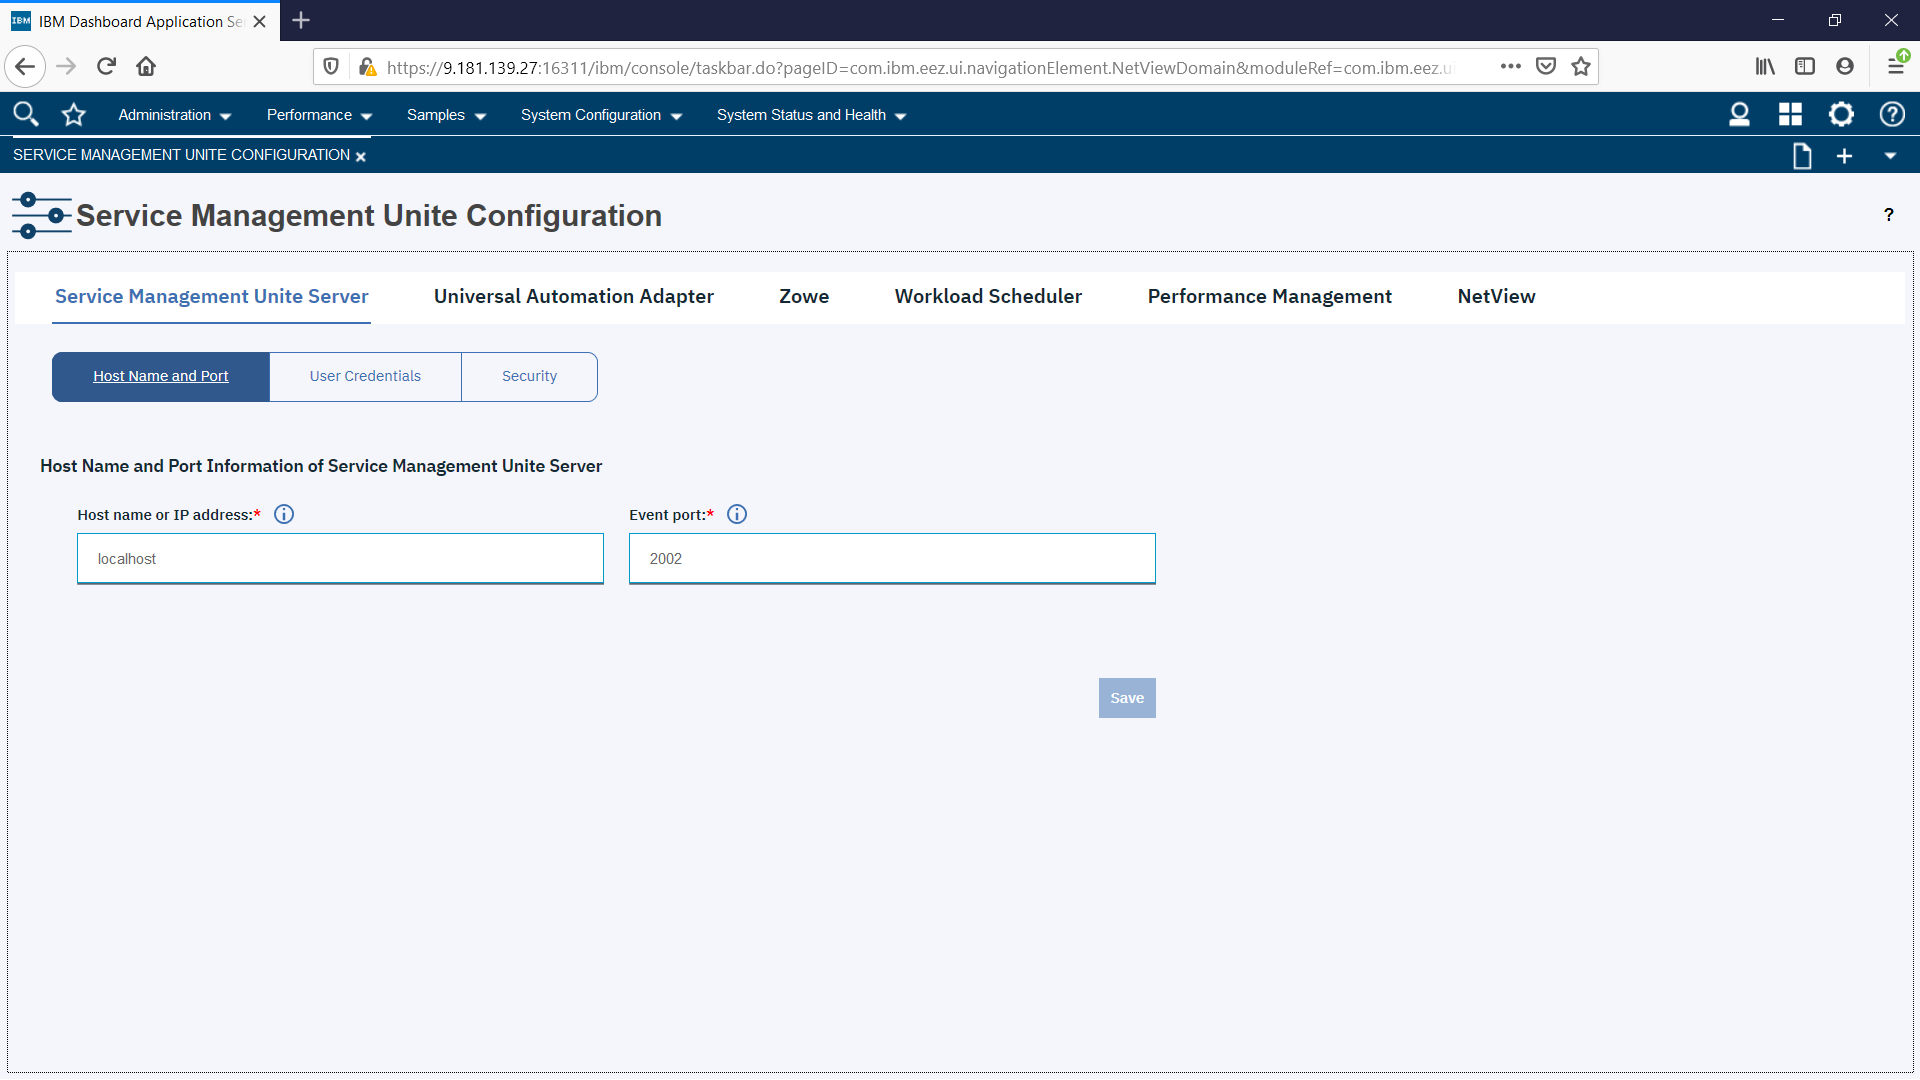 IBM Dashboard Application Se
https://9.181.139.27:16311/ibm/console/taskbar.do?pageID=com.ibm.eez.ui.navigationElement.NetViewDomain&moduleRef=com.ibm.eez.u
Administration Performance Samples System Configuration System Status and Health
SERVICE MANAGEMENT UNITE CONFIGURATION
Service Management Unite Configuration ?
Service Management Unite Server Universal Automation Adapter Zowe Workload Scheduler Performance Management NetView
Host Name and Port User Credentials Security
Host Name and Port Information of Service Management Unite Server
Host name or IP address:* Event port:*
localhost 2002
Save